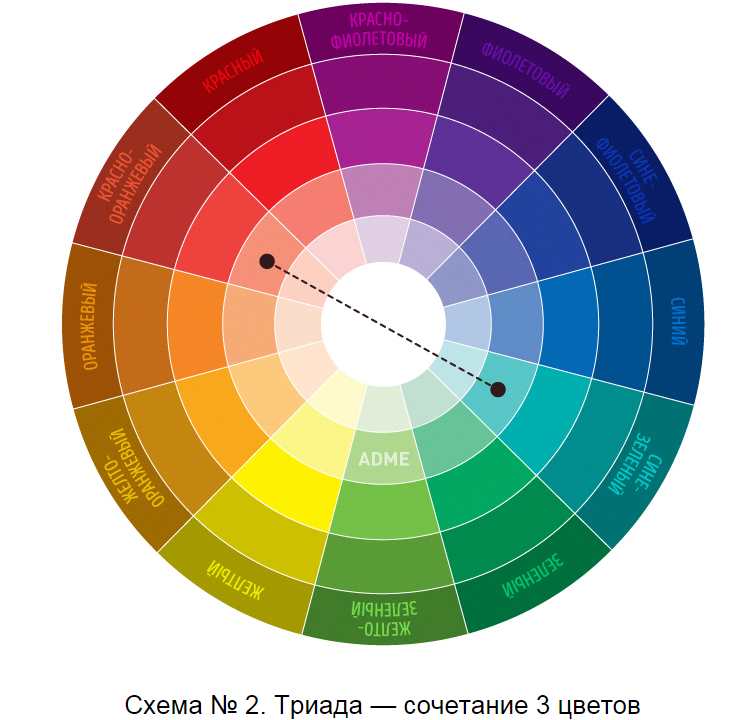 КРАСНО-
ФИОЛЕТОВЫЙ
ФИОЛЕТОВЫЙ
СИНЕ-
ФИОЛЕТОВЫЙ
СИНИЙ
СИНЕ-
ЗЕЛЕНЫЙ
ЗЕЛЕНЫЙ
ЖЕЛТО-
ЗЕЛЕНЫЙ
ЖЕЛТЫЙ
ЖЕЛТО-
ОРАНЖЕВЫЙ
ОРАНЖЕВЫЙ
КРАСНО-
ОРАНЖЕВЫЙ
КРАСНЫЙ
ADME
Схема № 2. Триада — сочетание 3 цветов